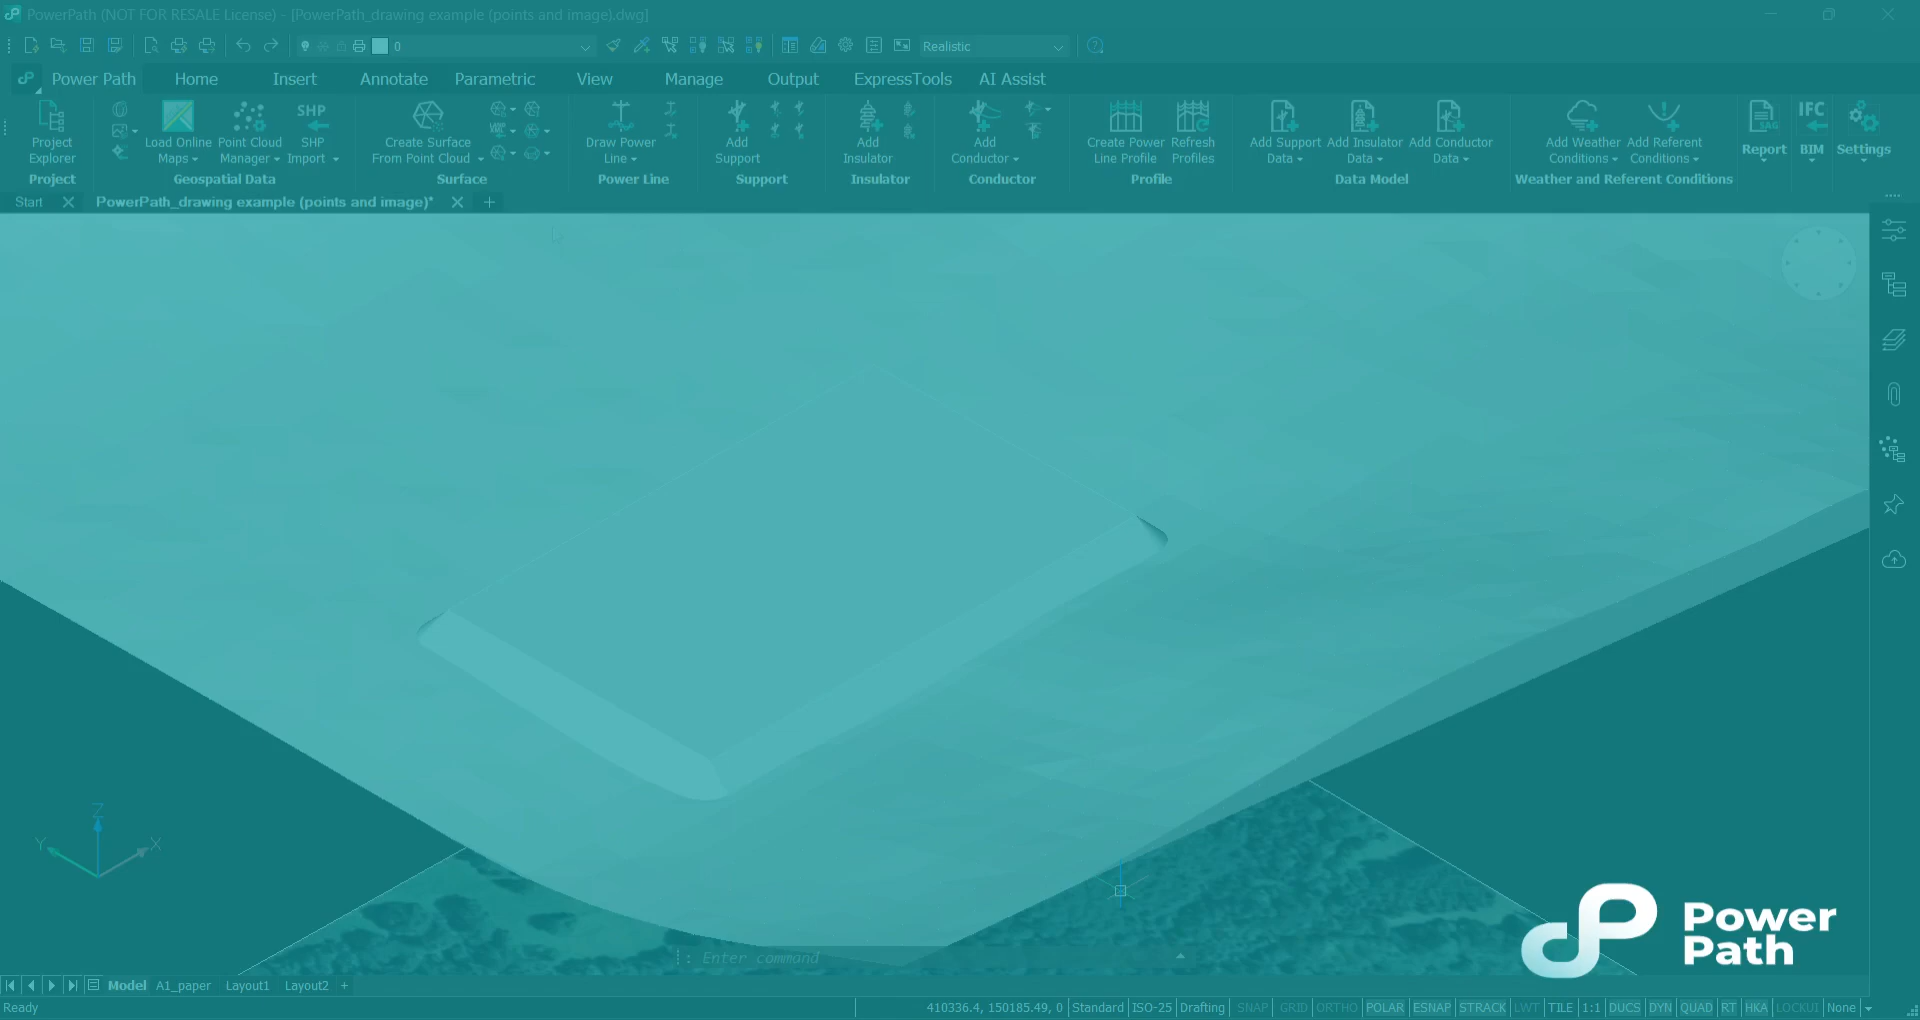 PowerPath (NOT FOR RESALE License) - [PowerPath_drawing example (points and image).dwg]
0
Realistic
Power Path Home Insert Annotate Parametric View Manage Output ExpressTools AI Assist
Project Explorer
Load Online Maps
Point Cloud Manager
SHP
SHP Import
Create Surface From Point Cloud
Draw Power Line
Add Support
Add Insulator
Add Conductor
Create Power Line Profile
Refresh Profiles
Add Support Data
Add Insulator Data
Add Conductor Data
Add Weather Conditions
Add Referent Conditions
SAG
Report
IFC
BIM
Settings
Project Geospatial Data Surface Power Line Support Insulator Conductor Profile Data Model Weather and Referent Conditions
Start PowerPath_drawing example (points and image)* +
Z
Y
X
Power
Path
: Enter command
Model A1_paper Layout1 Layout2 +
Ready
410336.4, 150185.49, 0 Standard ISO-25 Drafting SNAP GRID ORTHO POLAR ESNAP STRACK LWT TILE 1:1 DUCS DYN QUAD RT HKA LOCKUI None